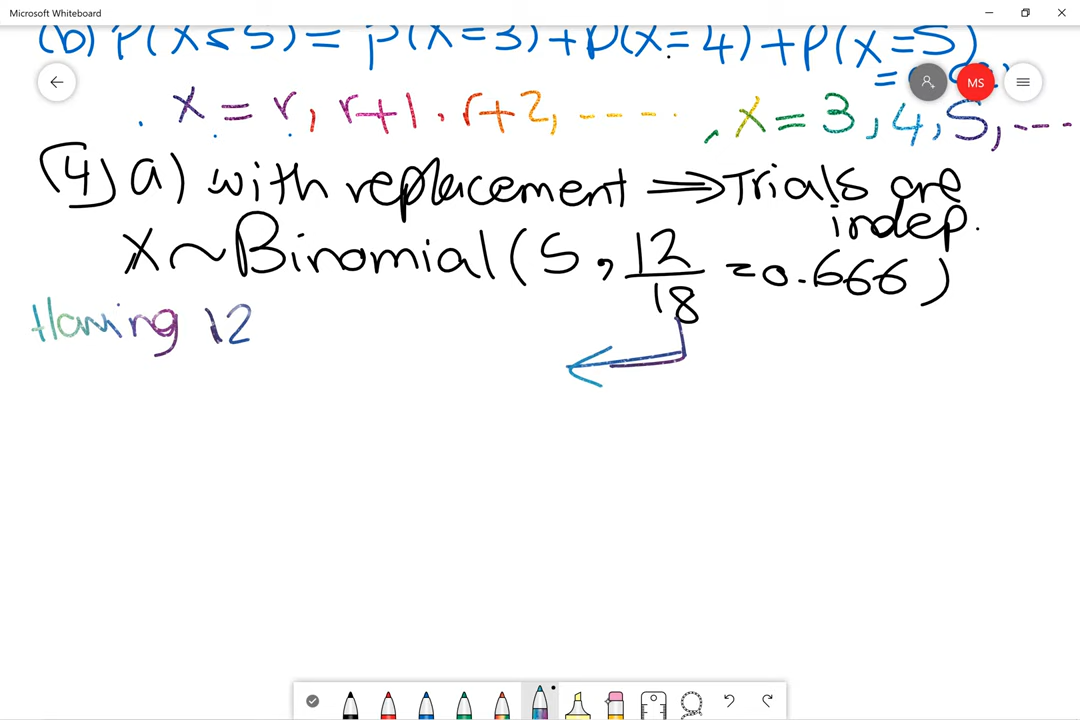 Microsoft Whiteboard
(b) P(X≤5) = P(X=3)+P(X=4)+P(X=5)
MS
x = r, r+1, r+2, ----- , x = 3, 4, 5, ---
(4) a) with replacement ⟹ Trials are
indep.
X ~ Binomial (5, 12/18 = 0.666)
Having 12